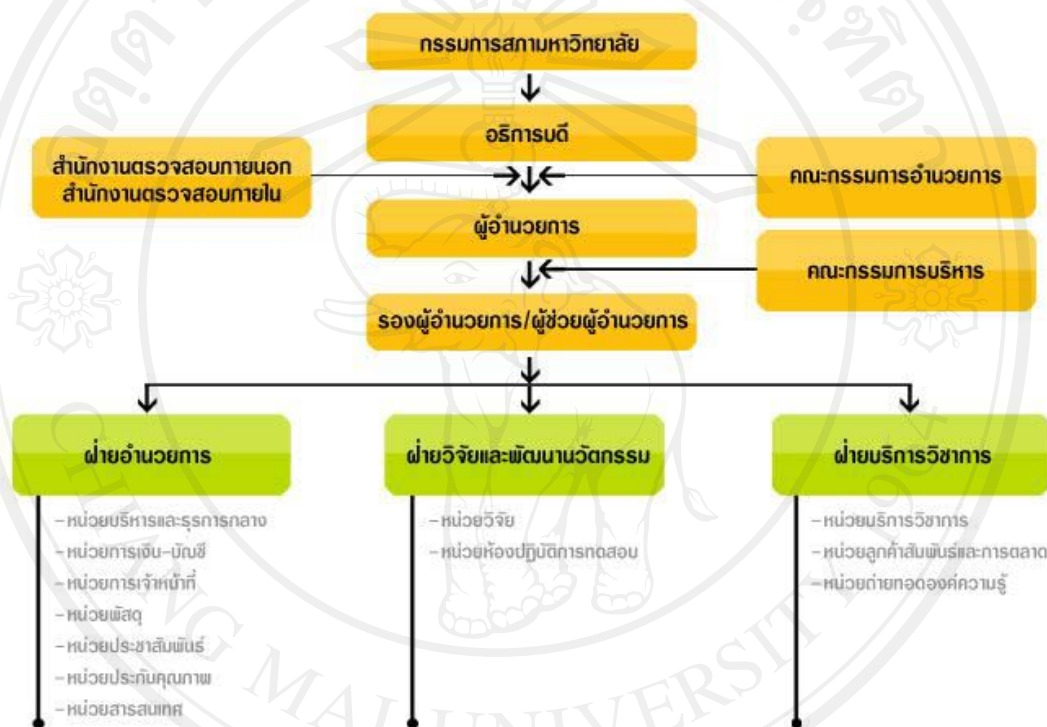 กรรมการสภามหาวิทยาลัย
อธิการบดี
สำนักงานตรวจสอบภายนอก
สำนักงานตรวจสอบภายใน
คณะกรรมการอำนวยการ
ผู้อำนวยการ
คณะกรรมการบริหาร
รองผู้อำนวยการ/ผู้ช่วยผู้อำนวยการ
ฝ่ายอำนวยการ
-หน่วยบริหารและธุรการกลาง
-หน่วยการเงิน-บัญชี
-หน่วยการเจ้าหน้าที่
-หน่วยพัสดุ
-หน่วยประชาสัมพันธ์
-หน่วยประกันคุณภาพ
-หน่วยสารสนเทศ
ฝ่ายวิจัยและพัฒนานวัตกรรม
-หน่วยวิจัย
-หน่วยห้องปฏิบัติการทดสอบ
ฝ่ายบริการวิชาการ
-หน่วยบริการวิชาการ
-หน่วยลูกค้าสัมพันธ์และการตลาด
-หน่วยถ่ายทอดองค์ความรู้
CHIANG MAI UNIVERSITY 1964